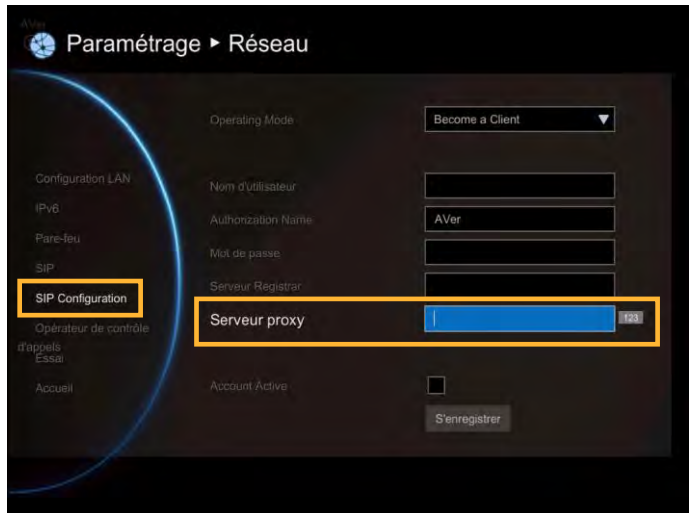 AVer
Paramétrage ► Réseau
Operating Mode
Become a Client ▼
Configuration LAN
IPv6
Pare-feu
SIP
SIP Configuration
Opérateur de contrôle
d'appels
Essai
Accueil
Nom d'utilisateur
Authorization Name
AVer
Mot de passe
Serveur Registrar
Serveur proxy
123
Account Active
S'enregistrer